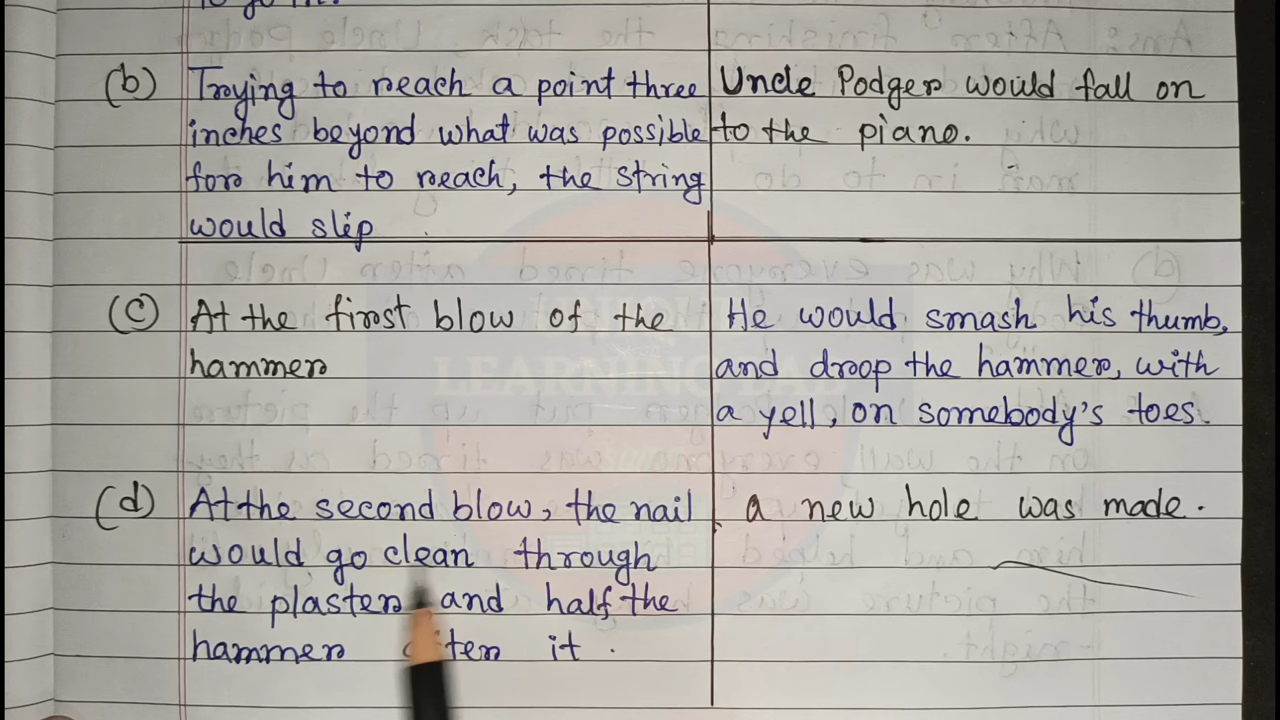 (b) Trying to reach a point three Uncle Podger would fall on
inches beyond what was possible to the piano.
for him to reach, the string
would slip
(c) At the first blow of the He would smash his thumb,
hammer and droop the hammer, with
a yell, on somebody's toes.
(d) At the second blow, the nail a new hole was made.
would go clean through
the plaster and half the
hammer after it.